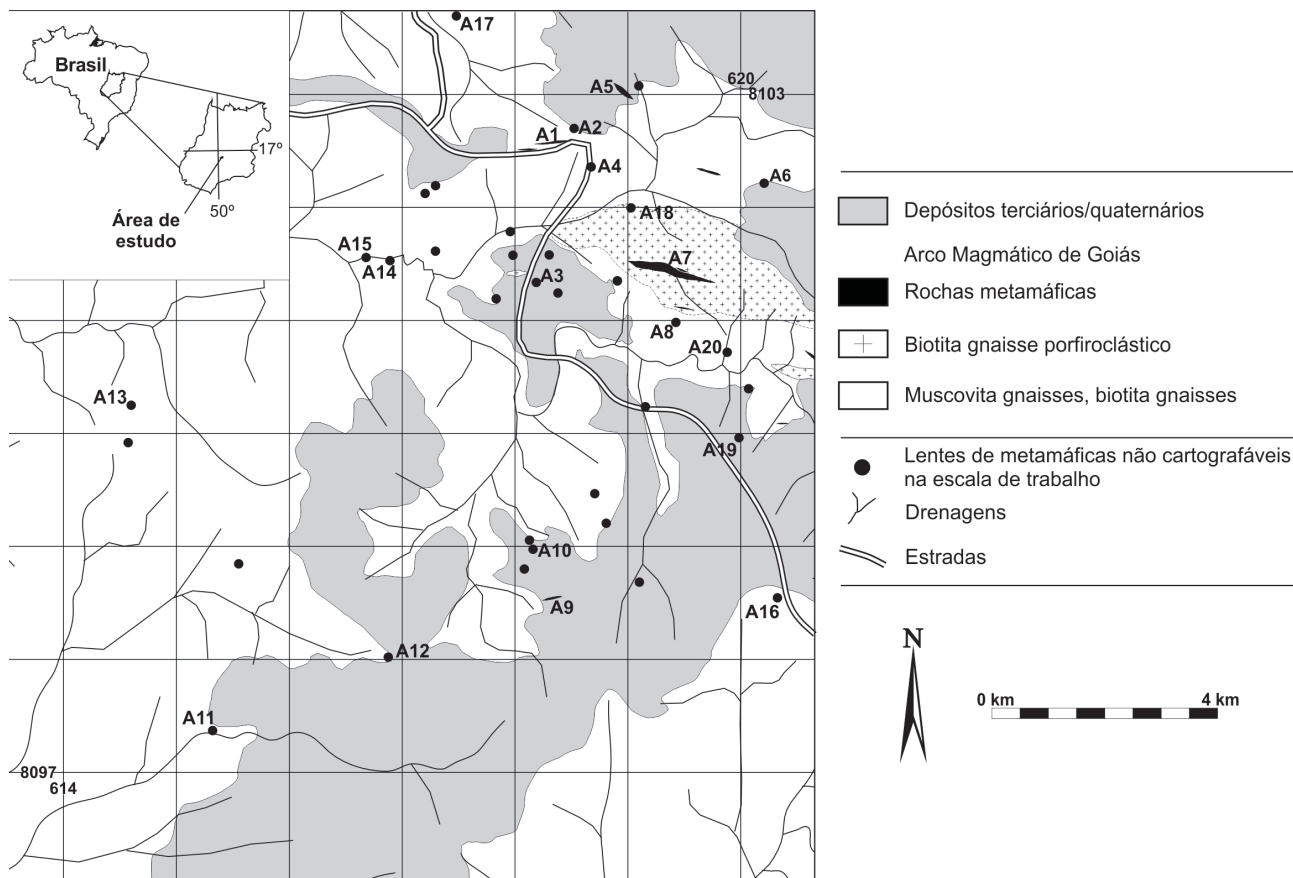 Brasil
17º
50º
Área de
estudo
A17
A5
620
8103
A1
A2
A4
A6
A18
A15
A14
A7
A3
A8
A20
A13
A19
A10
A9
A16
A12
A11
8097
614
Depósitos terciários/quaternários
Arco Magmático de Goiás
Rochas metamáficas
Biotita gnaisse porfiroclástico
Muscovita gnaisses, biotita gnaisses
Lentes de metamáficas não cartografáveis
na escala de trabalho
Drenagens
Estradas
N
0 km
4 km